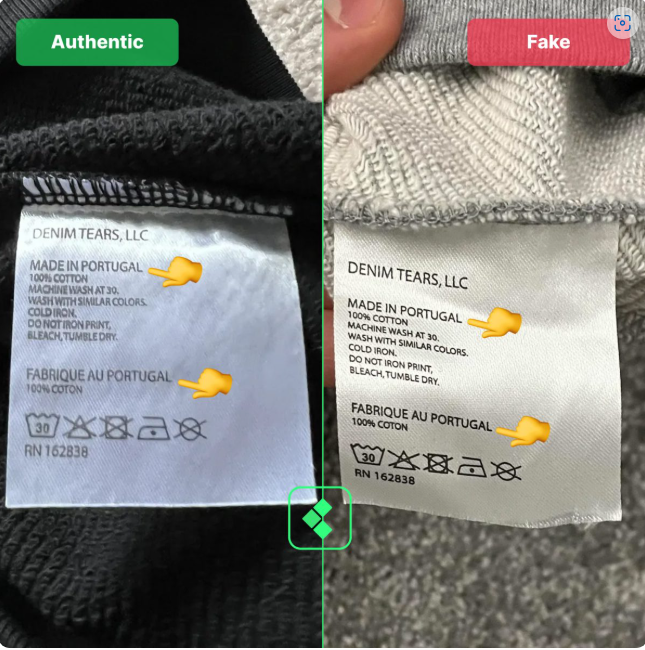 Authentic
DENIM TEARS, LLC
MADE IN PORTUGAL
100% COTTON
MACHINE WASH AT 30.
WASH WITH SIMILAR COLORS.
COLD IRON.
DO NOT IRON PRINT,
BLEACH, TUMBLE DRY.
FABRIQUE AU PORTUGAL
100% COTON
30
RN 162838
Fake
DENIM TEARS, LLC
MADE IN PORTUGAL
100% COTTON
MACHINE WASH AT 30.
WASH WITH SIMILAR COLORS.
COLD IRON.
DO NOT IRON PRINT,
BLEACH, TUMBLE DRY.
FABRIQUE AU PORTUGAL
100% COTON
30
RN 162838